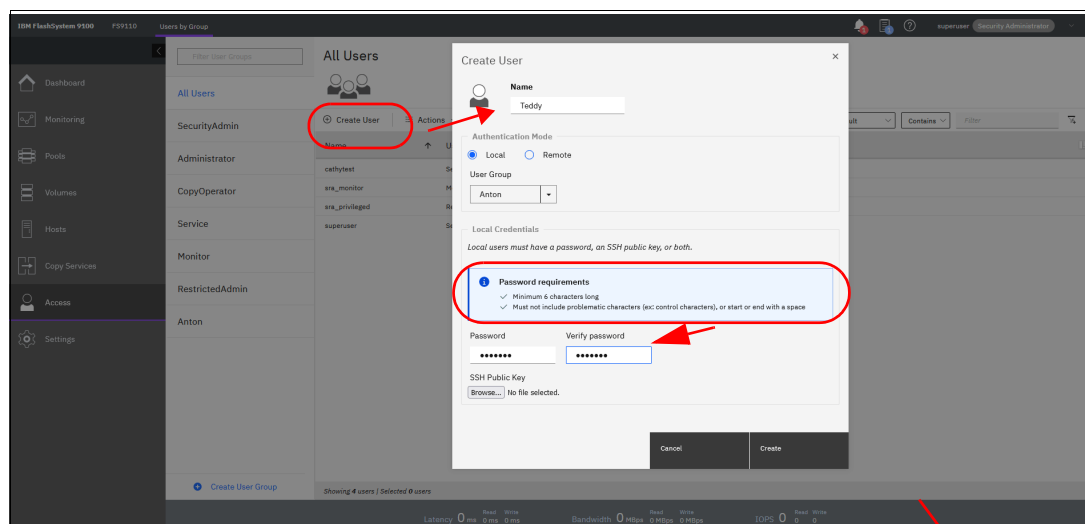 IBM FlashSystem 9100 FS9110 Users by Group
superuser Security Administrator
Dashboard
Monitoring
Pools
Volumes
Hosts
Copy Services
Access
Settings
Filter User Groups
All Users
SecurityAdmin
Administrator
CopyOperator
Service
Monitor
RestrictedAdmin
Anton
Create User Group
All Users
Create User Actions
Contains Filter
Name
cathytest
sra_monitor
sra_privileged
superuser
Showing 4 users | Selected 0 users
Create User
Name
Teddy
Authentication Mode
Local Remote
User Group
Anton
Local Credentials
Local users must have a password, an SSH public key, or both.
Password requirements
Minimum 6 characters long
Must not include problematic characters (ex: control characters), or start or end with a space
Password Verify password
••••••• •••••••
SSH Public Key
Browse... No file selected.
Cancel Create
Read Write Read Write Read Write
Latency 0 ms 0 ms 0 ms Bandwidth 0 MBps 0 MBps 0 MBps IOPS 0 0 0